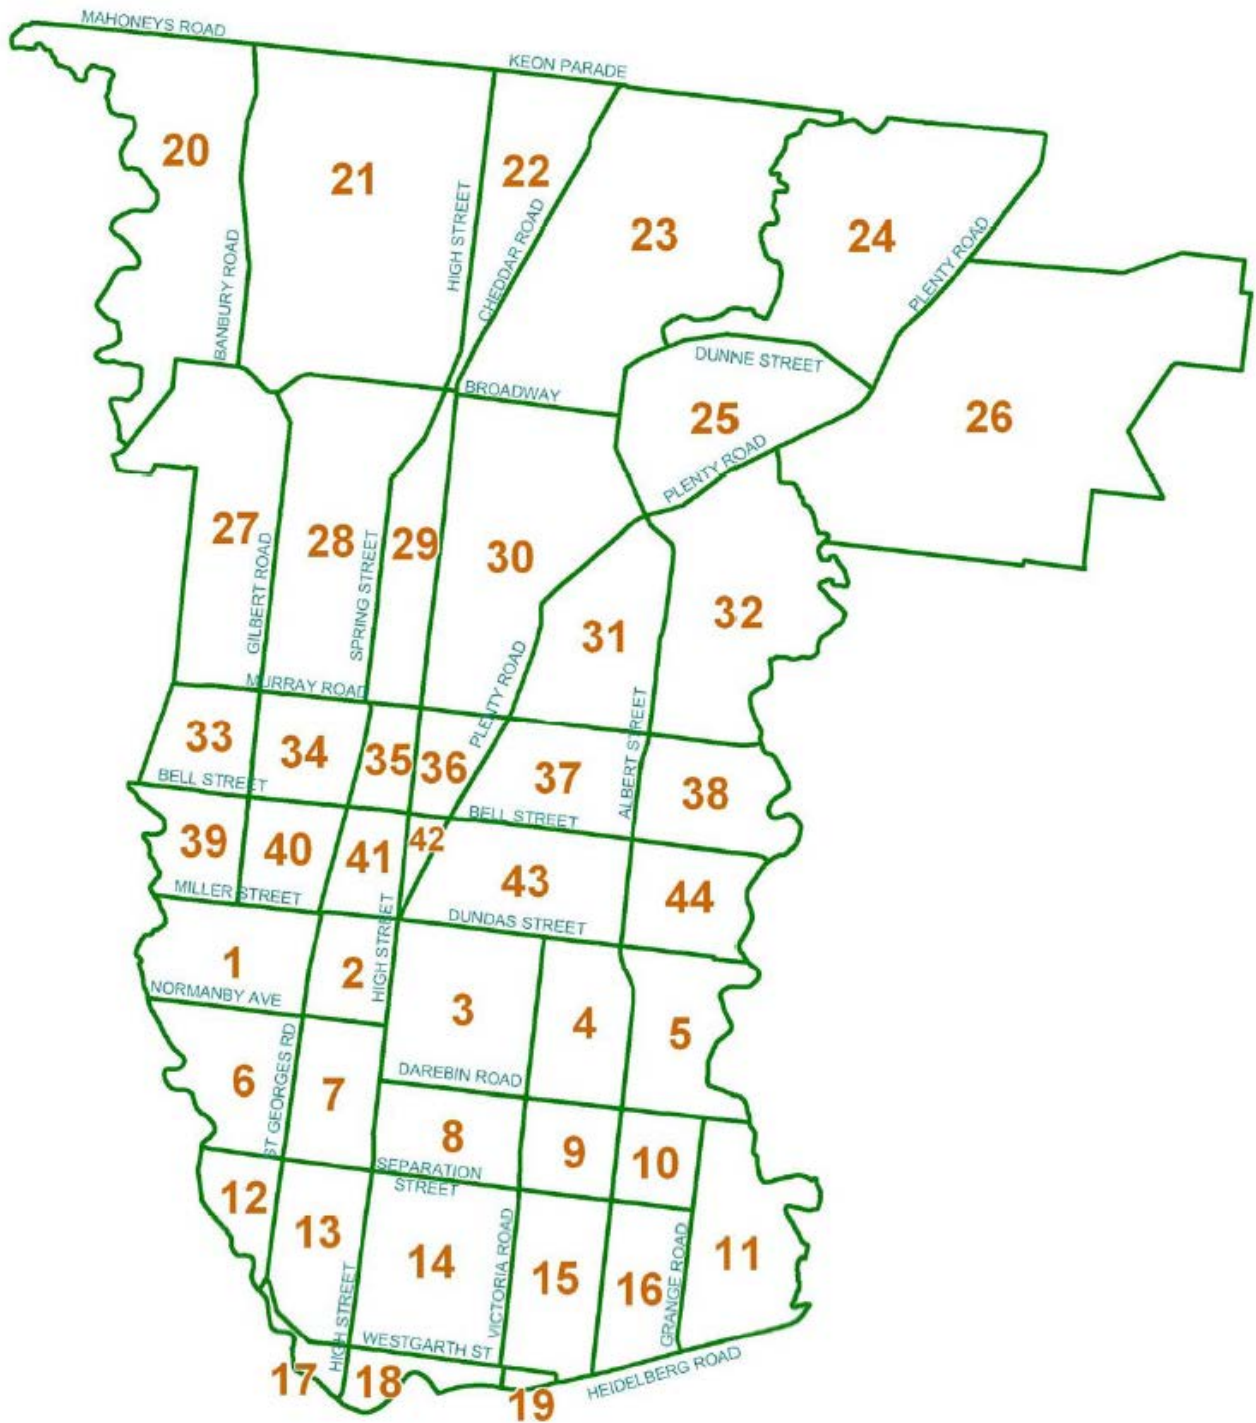 MAHONEYS ROAD
KEON PARADE
20
21
22
23
24
BANBURY ROAD
HIGH STREET
CHEDDAR ROAD
PLENTY ROAD
DUNNE STREET
BROADWAY
25
26
PLENTY ROAD
27
28
29
30
31
32
GILBERT ROAD
SPRING STREET
PLENTY ROAD
MURRAY ROAD
ALBERT STREET
33
34
35
36
37
38
BELL STREET
BELL STREET
39
40
41
42
43
44
MILLER STREET
HIGH STREET
DUNDAS STREET
1
2
3
4
5
NORMANBY AVE
ST GEORGES RD
DAREBIN ROAD
6
7
8
9
10
11
SEPARATION
STREET
12
13
14
15
16
HIGH STREET
VICTORIA ROAD
GRANGE ROAD
WESTGARTH ST
HEIDELBERG ROAD
17
18
19